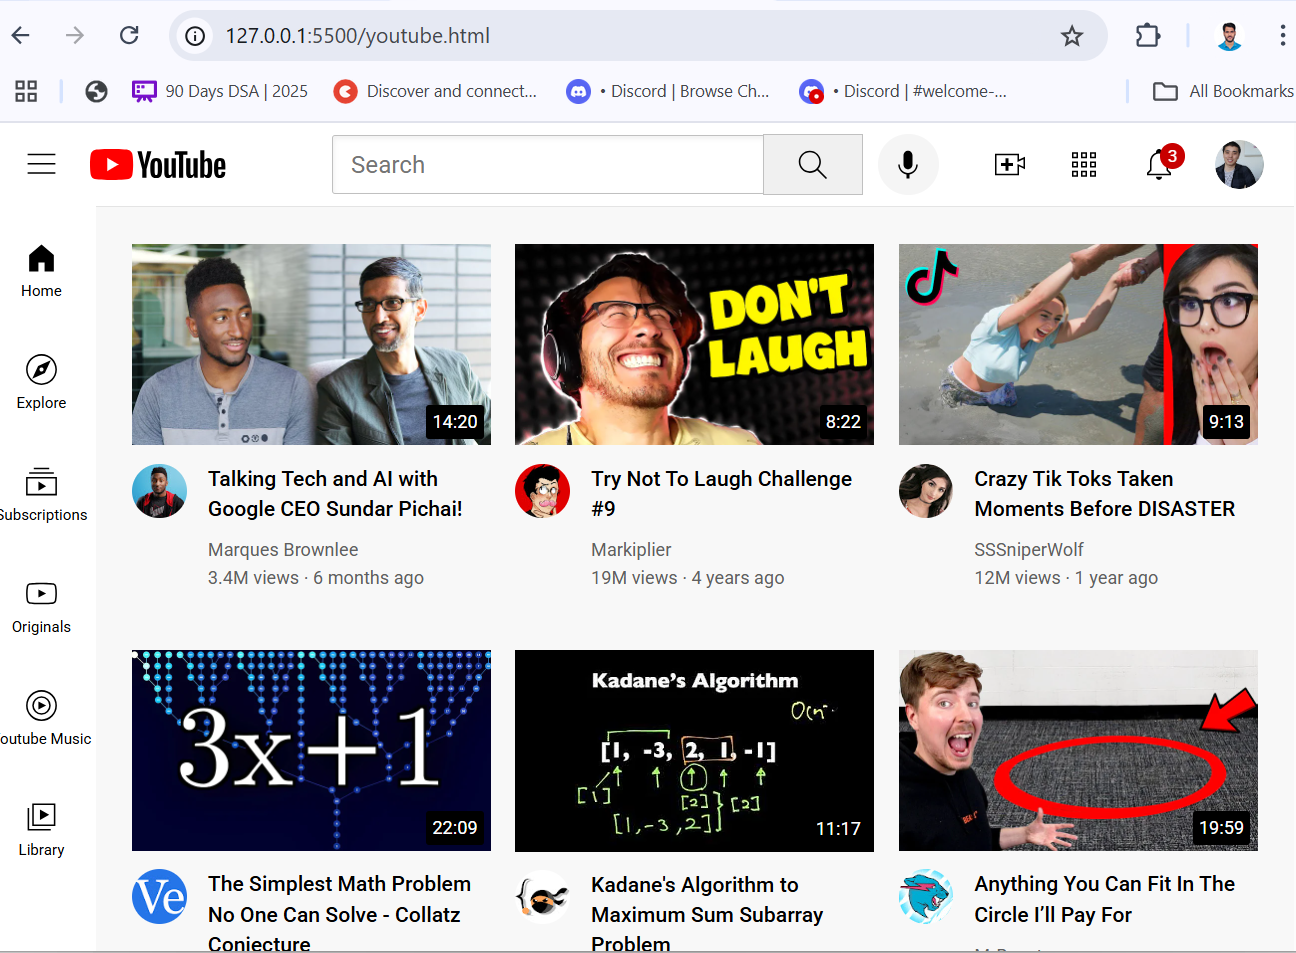 127.0.0.1:5500/youtube.html
90 Days DSA | 2025
Discover and connect...
• Discord | Browse Ch...
• Discord | #welcome-...
All Bookmarks
YouTube
Search
3
Home
Explore
Subscriptions
Originals
outube Music
Library
14:20
DON'T
LAUGH
8:22
9:13
Talking Tech and AI with
Google CEO Sundar Pichai!
Marques Brownlee
3.4M views · 6 months ago
Try Not To Laugh Challenge
#9
Markiplier
19M views · 4 years ago
Crazy Tik Toks Taken
Moments Before DISASTER
SSSniperWolf
12M views · 1 year ago
3x+1
22:09
Kadane's Algorithm
[1, -3, 2, 1, -1]
[1]
[2]
[2]
[1,-3,2]
11:17
19:59
Ve
The Simplest Math Problem
No One Can Solve - Collatz
Conjecture
Kadane's Algorithm to
Maximum Sum Subarray
Problem
Anything You Can Fit In The
Circle I’ll Pay For